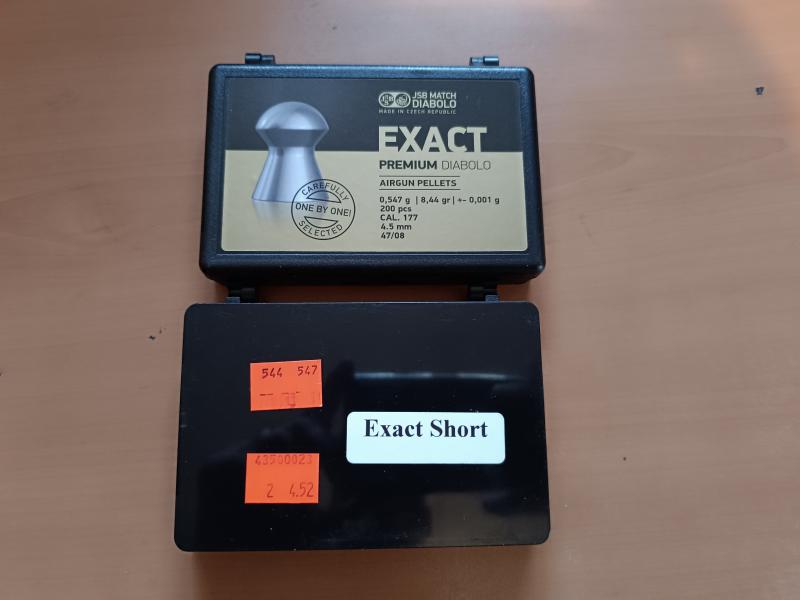 JSB MATCH
DIABOLO
MADE IN CZECH REPUBLIC
EXACT
PREMIUM DIABOLO
AIRGUN PELLETS
0,547 g | 8,44 gr | +- 0,001 g
200 pcs
CAL. 177
4.5 mm
47/08
CAREFULLY
ONE BY ONE!
SELECTED
544 547
Exact Short
43500023
2 4.52